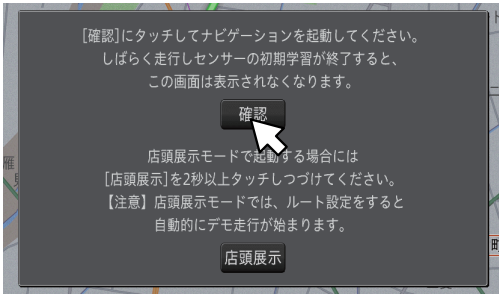 [確認]にタッチしてナビゲーションを起動してください。
しばらく走行しセンサーの初期学習が終了すると、
この画面は表示されなくなります。
確認
店頭展示モードで起動する場合には
[店頭展示]を2秒以上タッチしつづけてください。
【注意】店頭展示モードでは、ルート設定をすると
自動的にデモ走行が始まります。
店頭展示
雁
町